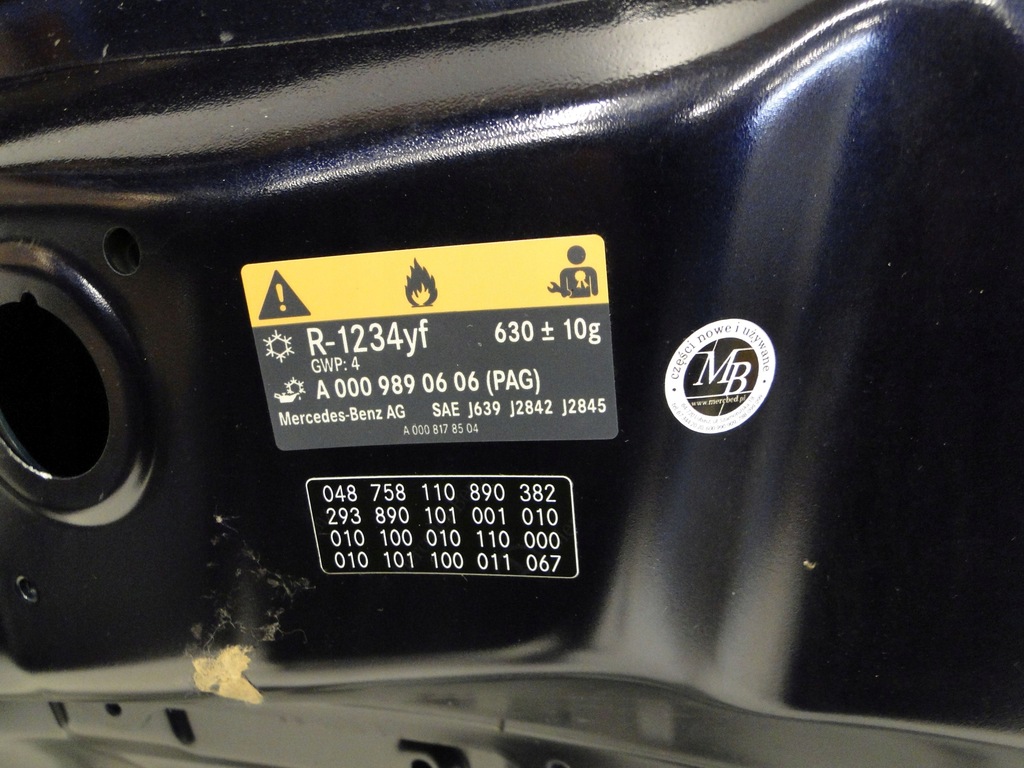 R-1234yf 630 ± 10g
GWP: 4
A 000 989 06 06 (PAG)
Mercedes-Benz AG SAE J639 J2842 J2845
A 000 817 85 04
048 758 110 890 382
293 890 101 001 010
010 100 010 110 000
010 101 100 011 067
części nowe i używane
MB
www.mercbed.pl